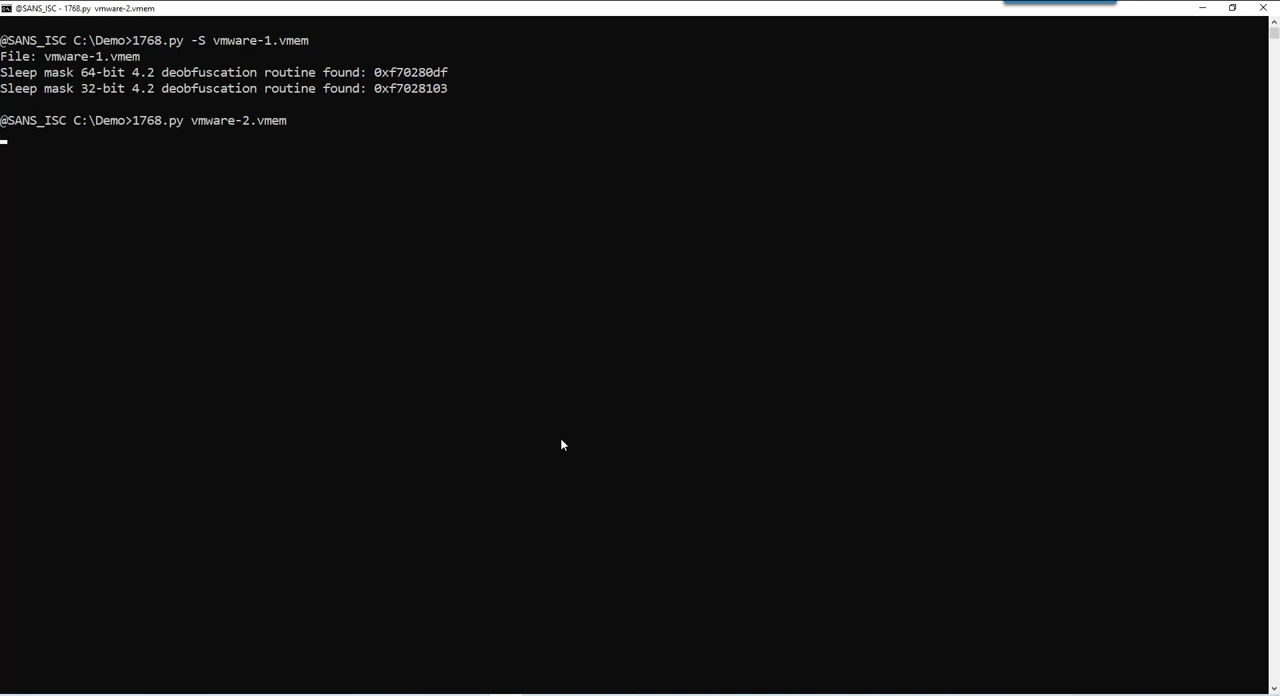 @SANS_ISC - 1768.py vmware-2.vmem
@SANS_ISC C:\Demo>1768.py -S vmware-1.vmem
File: vmware-1.vmem
Sleep mask 64-bit 4.2 deobfuscation routine found: 0xf70280df
Sleep mask 32-bit 4.2 deobfuscation routine found: 0xf7028103
@SANS_ISC C:\Demo>1768.py vmware-2.vmem